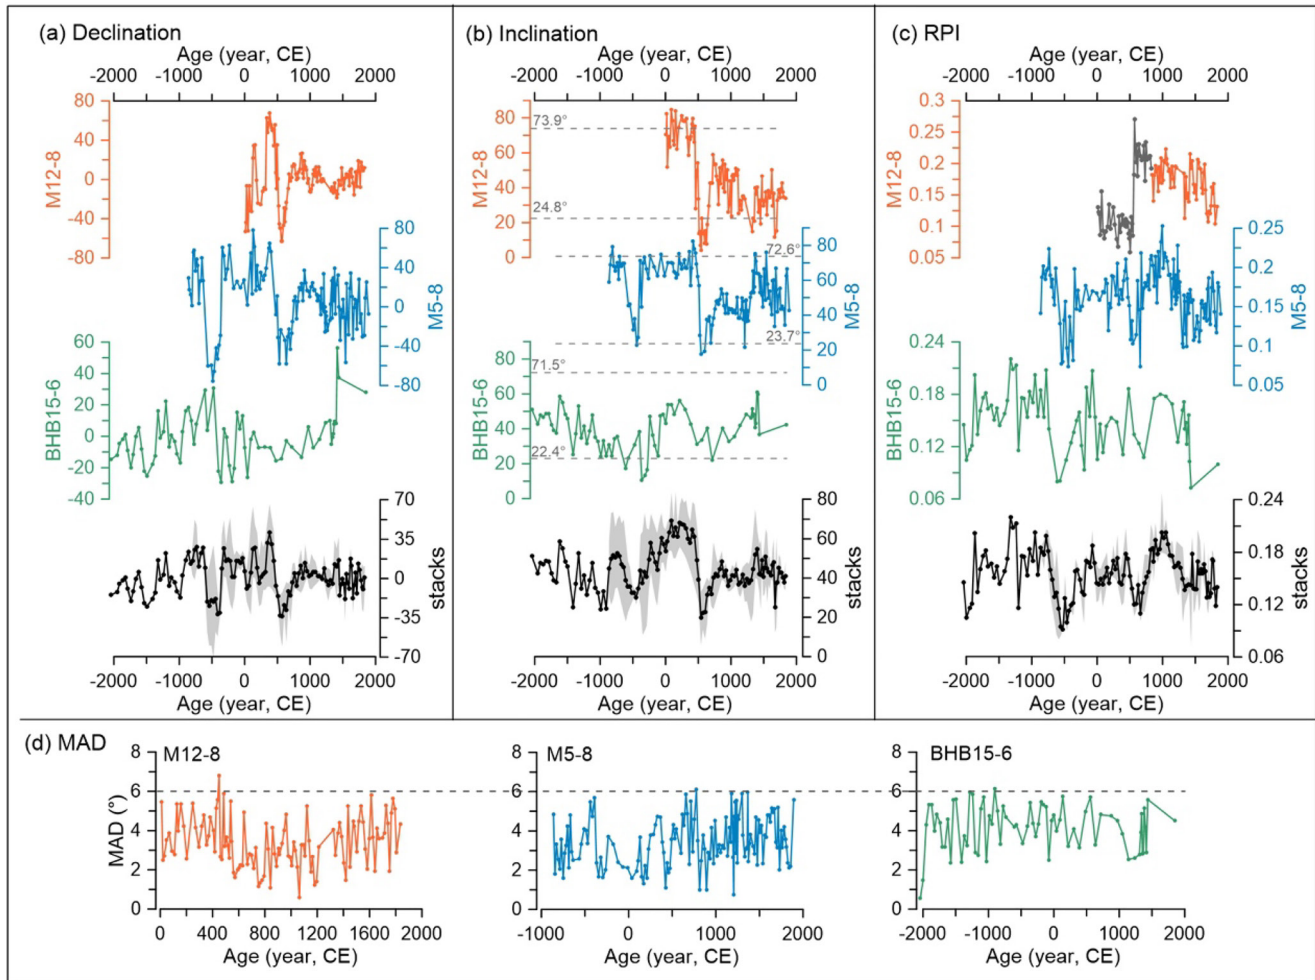 (a) Declination
Age (year, CE)
-2000 -1000 0 1000 2000
80
40
0
-40
-80
M12-8
80
40
0
-40
-80
M5-8
60
40
20
0
-20
-40
BHB15-6
70
35
0
-35
-70
stacks
-2000 -1000 0 1000 2000
Age (year, CE)
(b) Inclination
Age (year, CE)
-2000 -1000 0 1000 2000
80
60
40
20
0
M12-8
73.9°
24.8°
80
60
40
20
0
M5-8
72.6°
23.7°
80
60
40
20
0
BHB15-6
71.5°
22.4°
80
60
40
20
0
stacks
-2000 -1000 0 1000 2000
Age (year, CE)
(c) RPI
Age (year, CE)
-2000 -1000 0 1000 2000
0.3
0.25
0.2
0.15
0.1
0.05
M12-8
0.25
0.2
0.15
0.1
0.05
M5-8
0.24
0.18
0.12
0.06
BHB15-6
0.24
0.18
0.12
0.06
stacks
-2000 -1000 0 1000 2000
Age (year, CE)
(d) MAD
M12-8
8
6
4
2
0
MAD (°)
0 400 800 1200 1600 2000
Age (year, CE)
M5-8
8
6
4
2
0
-1000 0 1000 2000
Age (year, CE)
BHB15-6
8
6
4
2
0
-2000 -1000 0 1000 2000
Age (year, CE)